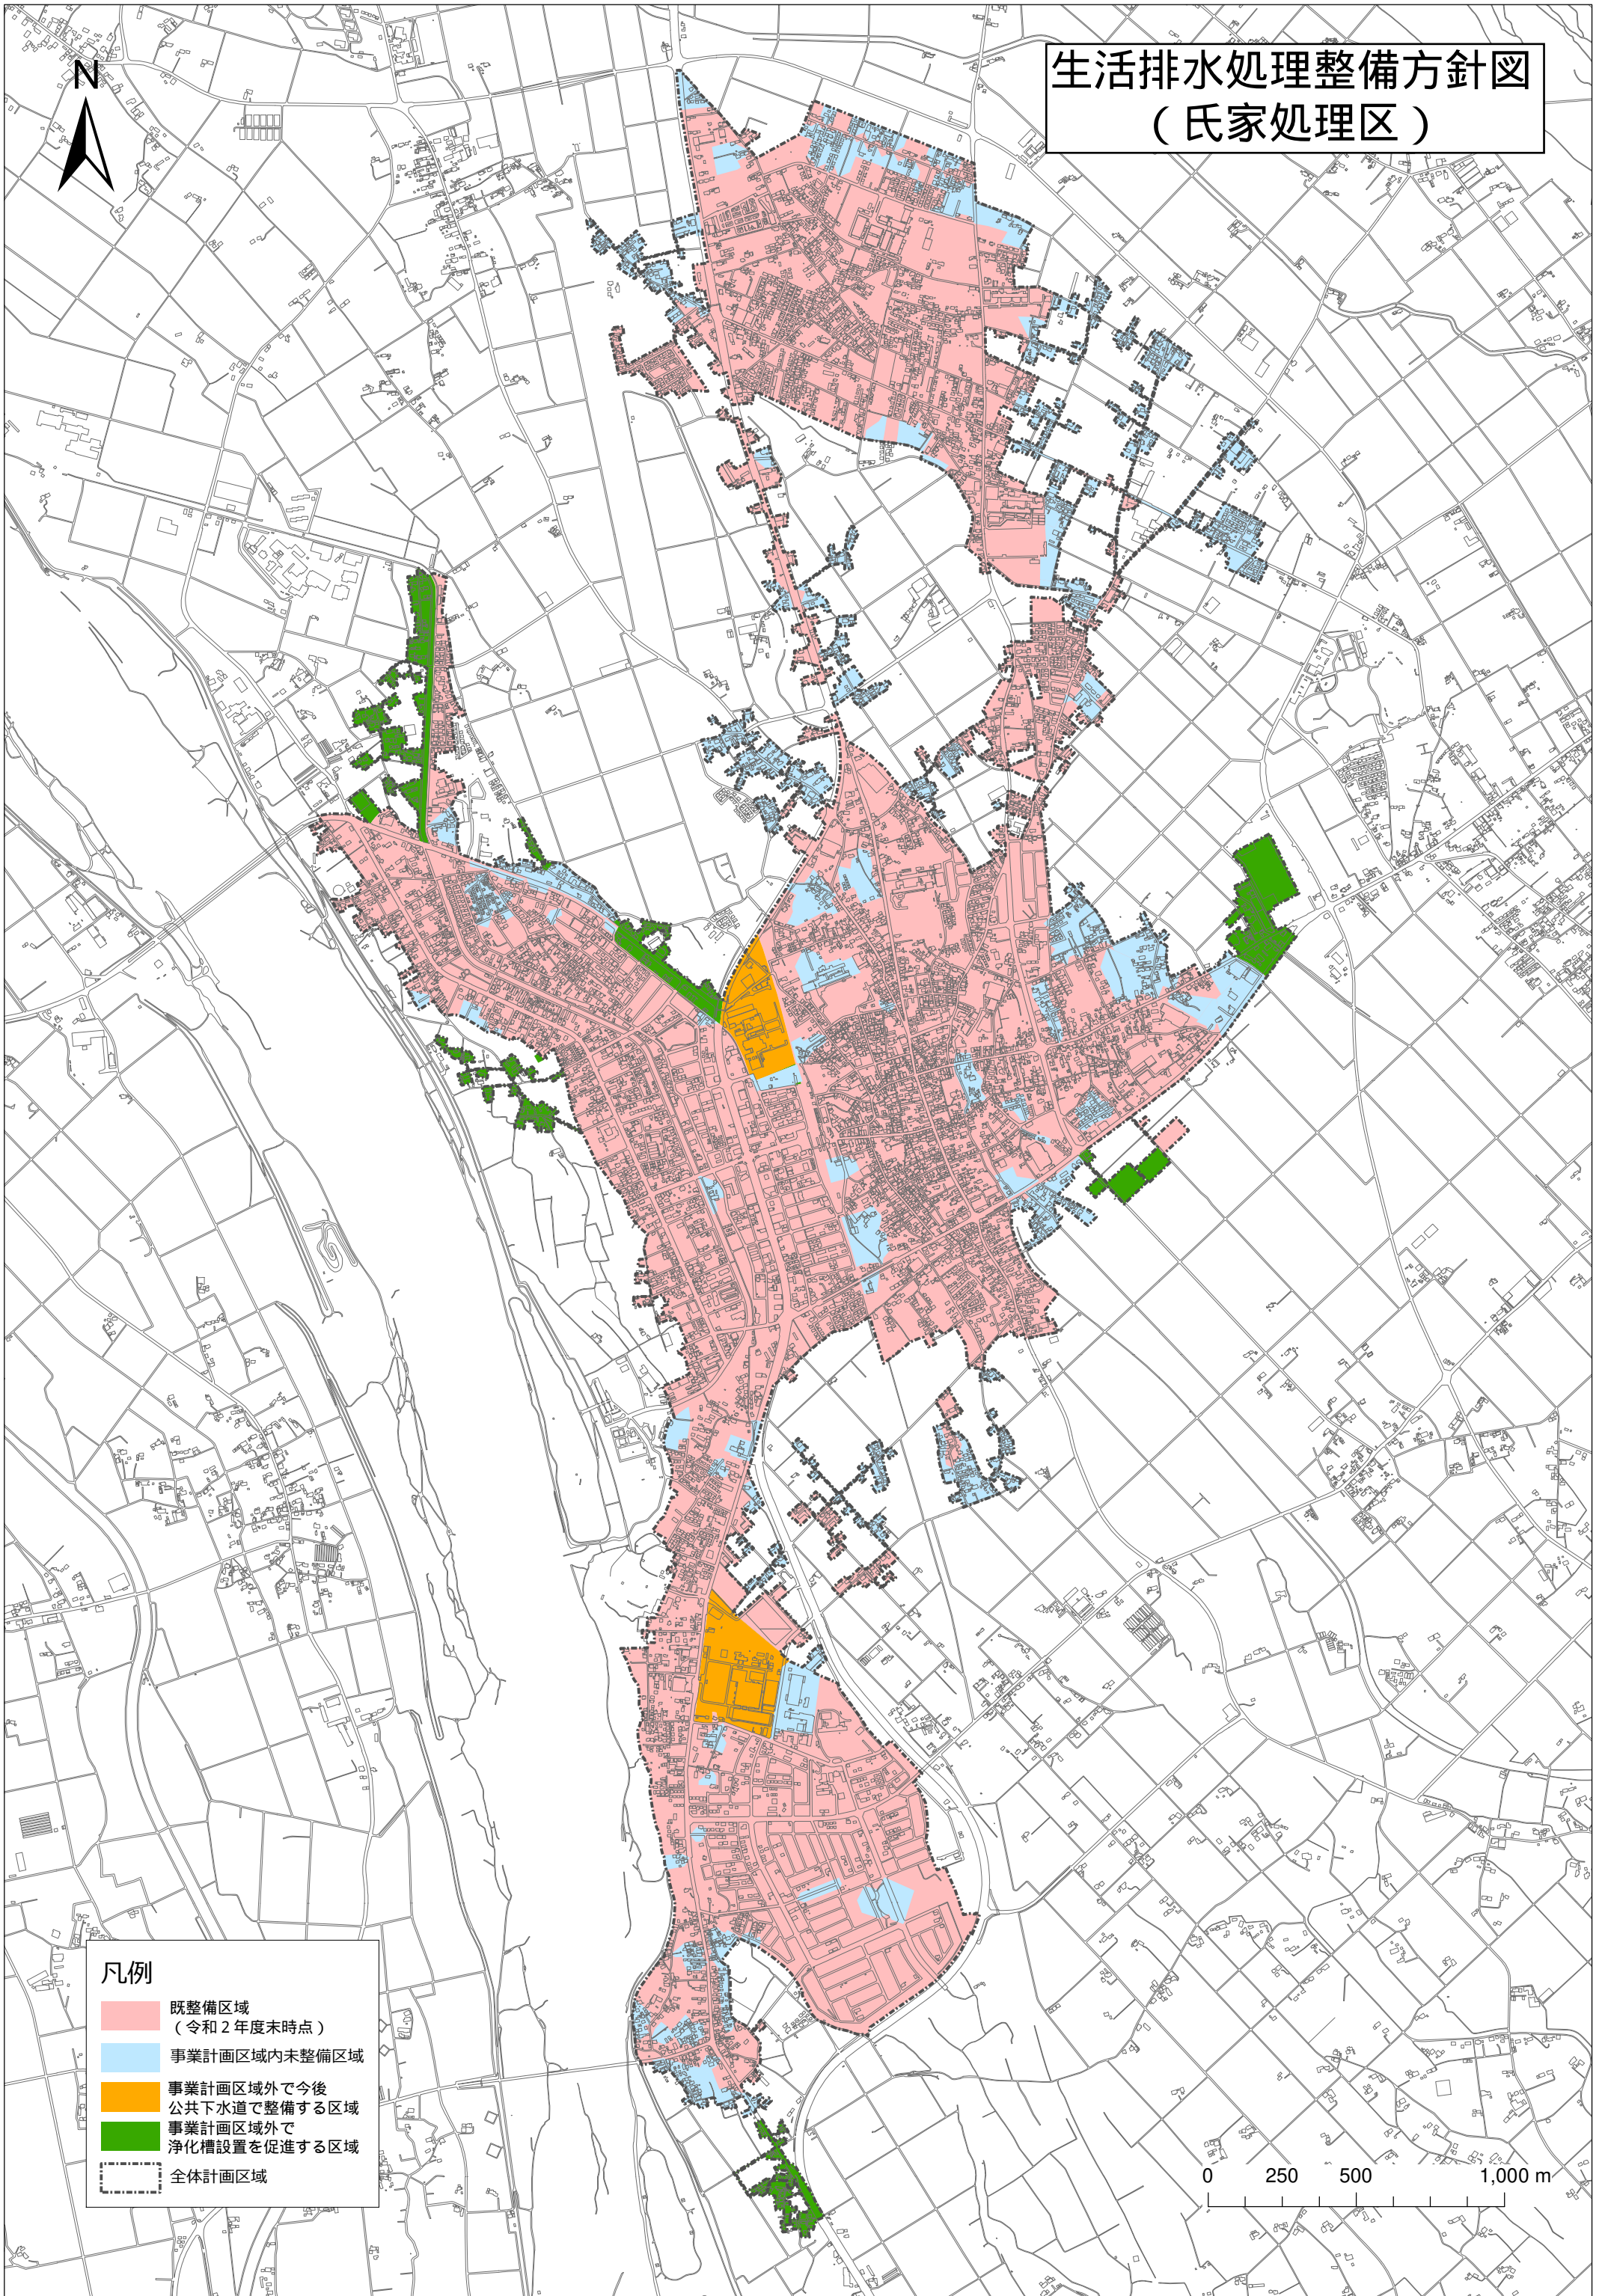 生活排水処理整備方針図
（氏家処理区）
N
凡例
既整備区域
（令和２年度末時点）
事業計画区域内未整備区域
事業計画区域外で今後
公共下水道で整備する区域
事業計画区域外で
浄化槽設置を促進する区域
全体計画区域
0 250 500 1,000 m